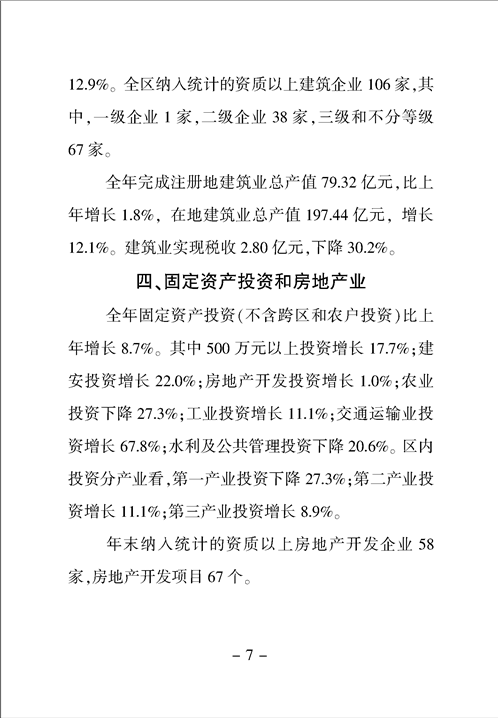 12.9%。全区纳入统计的资质以上建筑企业 106 家,其
中,一级企业 1 家,二级企业 38 家,三级和不分等级
67 家。
全年完成注册地建筑业总产值 79.32 亿元,比上
年增长 1.8%, 在地建筑业总产值 197.44 亿元, 增长
12.1%。建筑业实现税收 2.80 亿元,下降 30.2%。
四、固定资产投资和房地产业
全年固定资产投资(不含跨区和农户投资)比上
年增长 8.7%。其中 500 万元以上投资增长 17.7%;建
安投资增长 22.0%;房地产开发投资增长 1.0%;农业
投资下降 27.3%;工业投资增长 11.1%;交通运输业投
资增长 67.8%;水利及公共管理投资下降 20.6%。区内
投资分产业看,第一产业投资下降 27.3%;第二产业投
资增长 11.1%;第三产业投资增长 8.9%。
年末纳入统计的资质以上房地产开发企业 58
家,房地产开发项目 67 个。
- 7 -